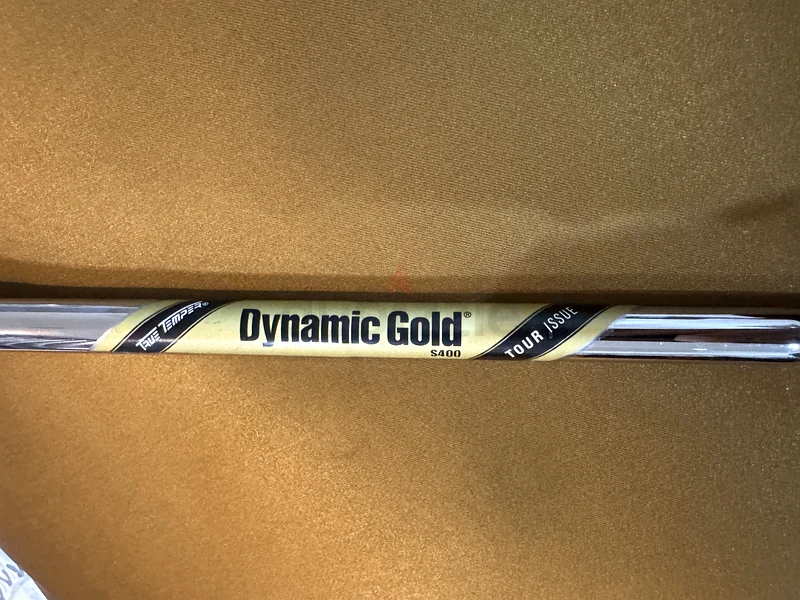 TRUE TEMPER®
Dynamic Gold®
S400
TOUR ISSUE